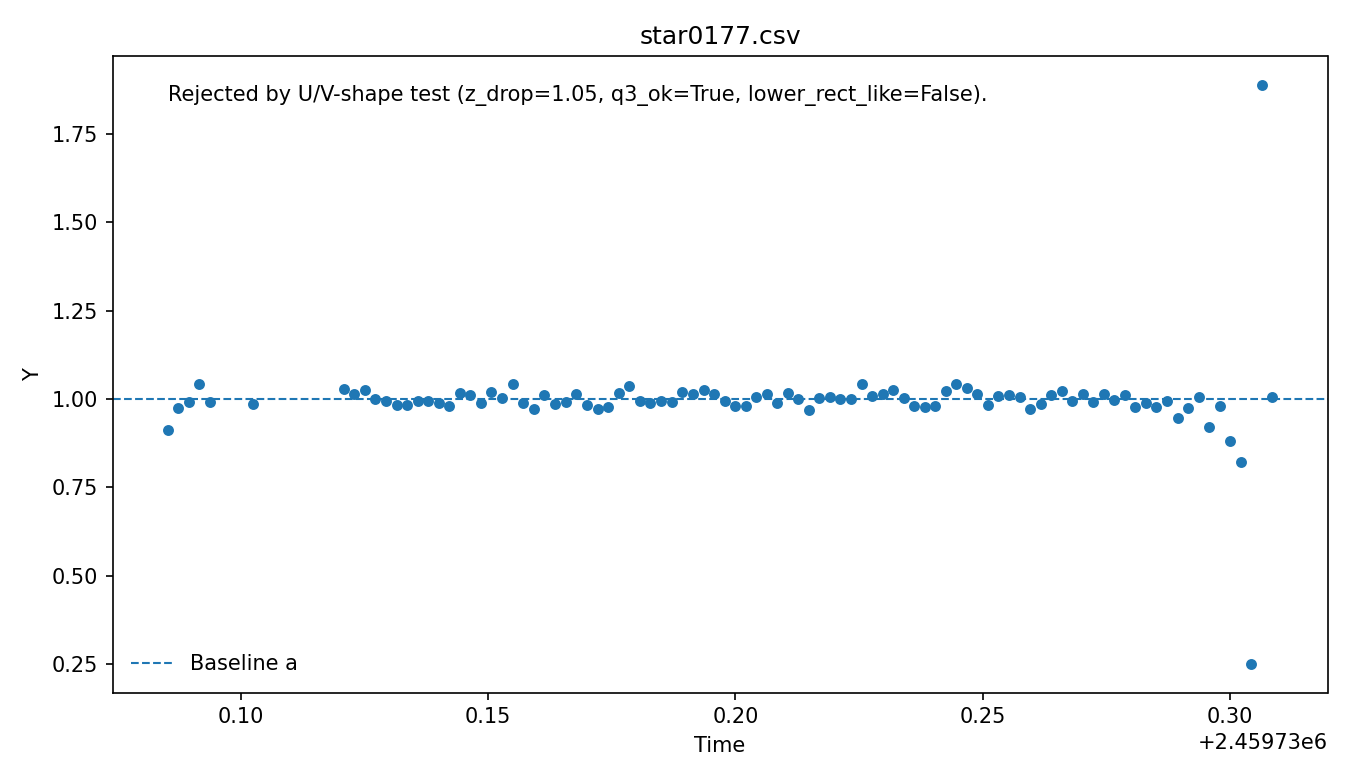 star0177.csv
Rejected by U/V-shape test (z_drop=1.05, q3_ok=True, lower_rect_like=False).
1.75
1.50
1.25
1.00
0.75
0.50
0.25
Y
Baseline a
0.10 0.15 0.20 0.25 0.30
Time
+2.45973e6